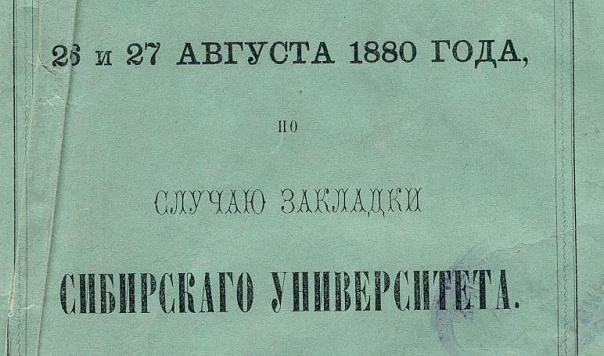 26 и 27 АВГУСТА 1880 ГОДА,
ПО
СЛУЧАЮ ЗАКЛАДКИ
СИБИРСКАГО УНИВЕРСИТЕТА.